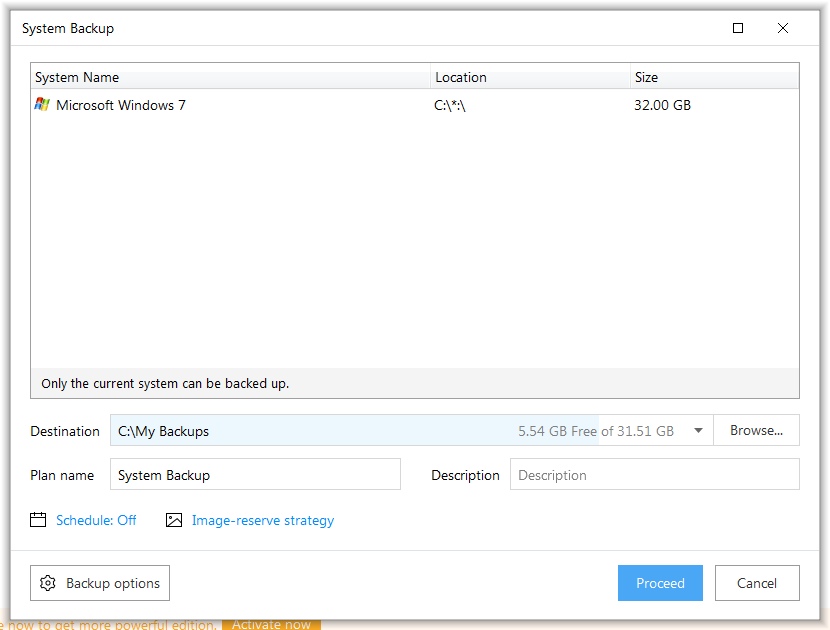 System Backup
System Name Location Size
Microsoft Windows 7 C:\*:\ 32.00 GB
Only the current system can be backed up.
Destination C:\My Backups 5.54 GB Free of 31.51 GB Browse...
Plan name System Backup Description Description
Schedule: Off Image-reserve strategy
Backup options Proceed Cancel
now to get more powerful edition. Activate now